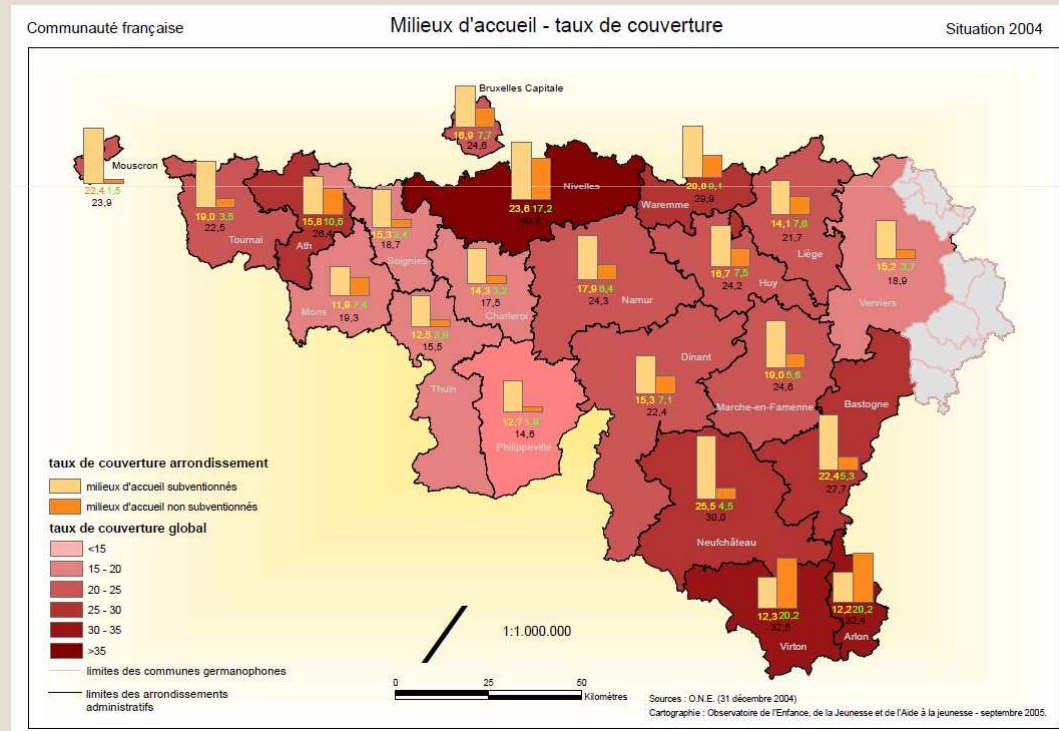 Communauté française
Milieux d'accueil - taux de couverture
Situation 2004
Bruxelles Capitale
16,9 7,7
24,6
Mouscron
22,4 1,5
23,9
19,0 3,5
22,5
Tournai
15,8 10,6
26,4
Ath
15,3 3,4
18,7
Soignies
23,6 17,2
Nivelles
29,9
Waremme
14,1 7,6
21,7
Liège
15,2 3,7
18,9
Verviers
11,9 7,4
19,3
Mons
14,3 3,2
17,5
Charleroi
17,9 6,4
24,3
Namur
16,7 7,5
24,2
Huy
12,5
15,5
Thuin
12,7
14,6
Philippeville
15,3 7,1
22,4
Dinant
19,0 5,6
24,6
Marche-en-Famenne
Bastogne
22,4 5,3
27,7
25,5 4,5
30,0
Neufchâteau
12,3 20,2
32,5
Virton
12,2 20,2
32,4
Arlon
taux de couverture arrondissement
milieux d'accueil subventionnés
milieux d'accueil non subventionnés
taux de couverture global
<15
15 - 20
20 - 25
25 - 30
30 - 35
>35
limites des communes germanophones
limites des arrondissements
administratifs
1:1.000.000
0 25 50
Kilomètres
Sources : O.N.E. (31 décembre 2004)
Cartographie : Observatoire de l'Enfance, de la Jeunesse et de l'Aide à la jeunesse - septembre 2005.